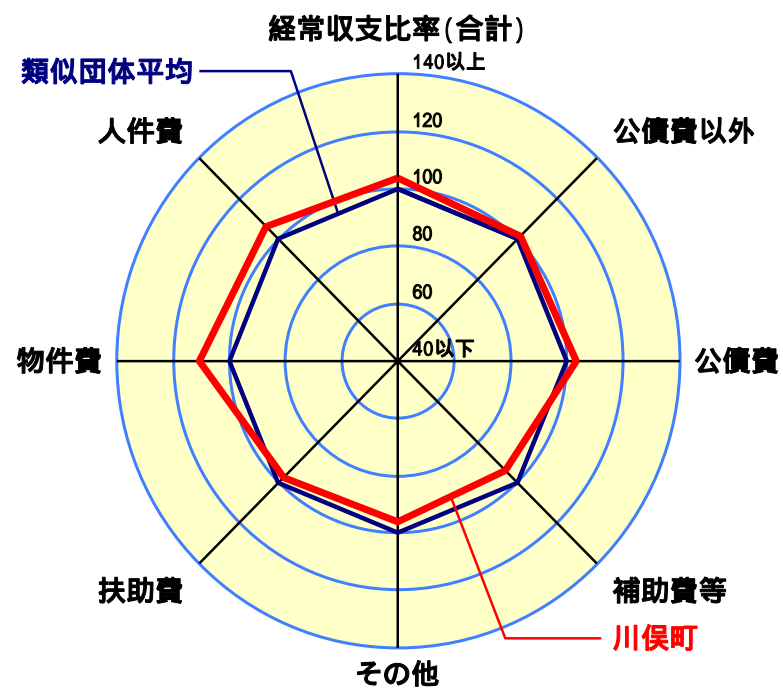 経常収支比率(合計)
140以上
類似団体平均
人件費
120
公債費以外
100
80
60
40以下
物件費
公債費
扶助費
補助費等
川俣町
その他